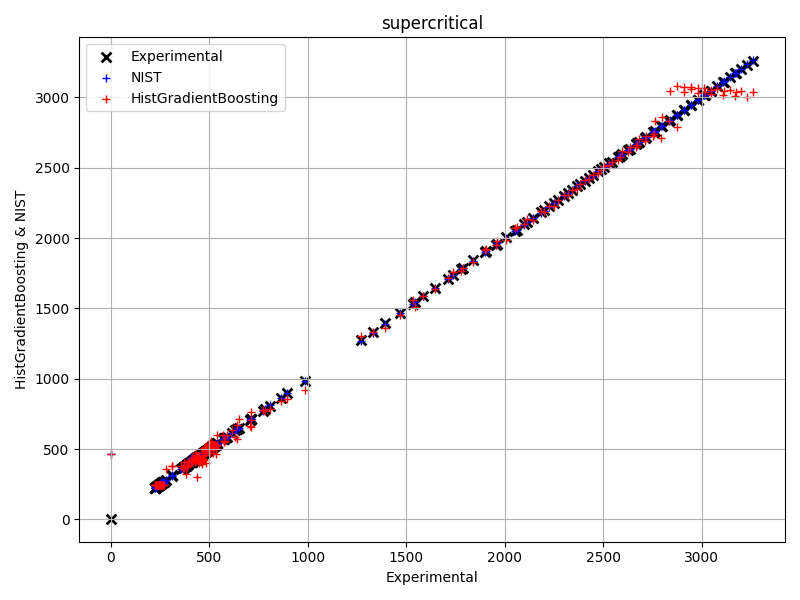 supercritical
Experimental
NIST
HistGradientBoosting
HistGradientBoosting & NIST
3000
2500
2000
1500
1000
500
0
0 500 1000 1500 2000 2500 3000
Experimental